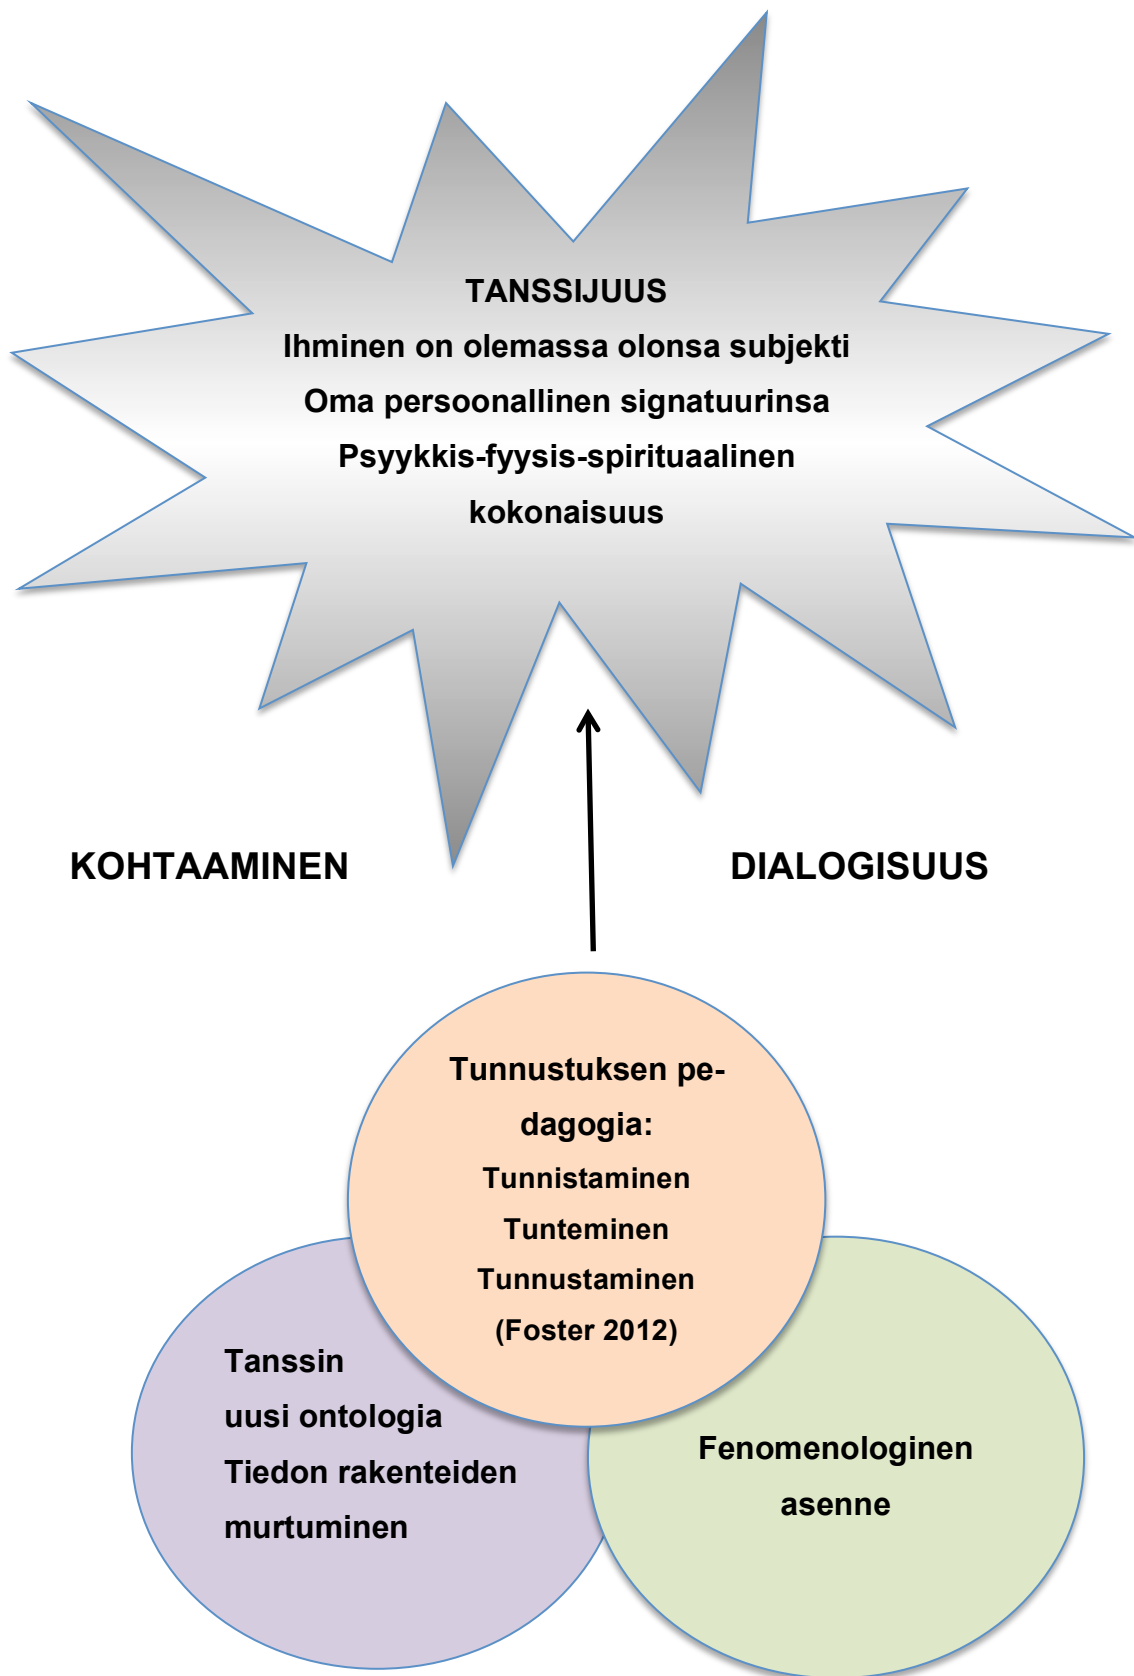 TANSSIJUUS
Ihminen on olemassa olonsa subjekti
Oma persoonallinen signatuurinsa
Psyykkis-fyysis-spirituaalinen
kokonaisuus
KOHTAAMINEN
DIALOGISUUS
Tunnustuksen pe-
dagogia:
Tunnistaminen
Tunteminen
Tunnustaminen
(Foster 2012)
Tanssin
uusi ontologia
Tiedon rakenteiden
murtuminen
Fenomenologinen
asenne